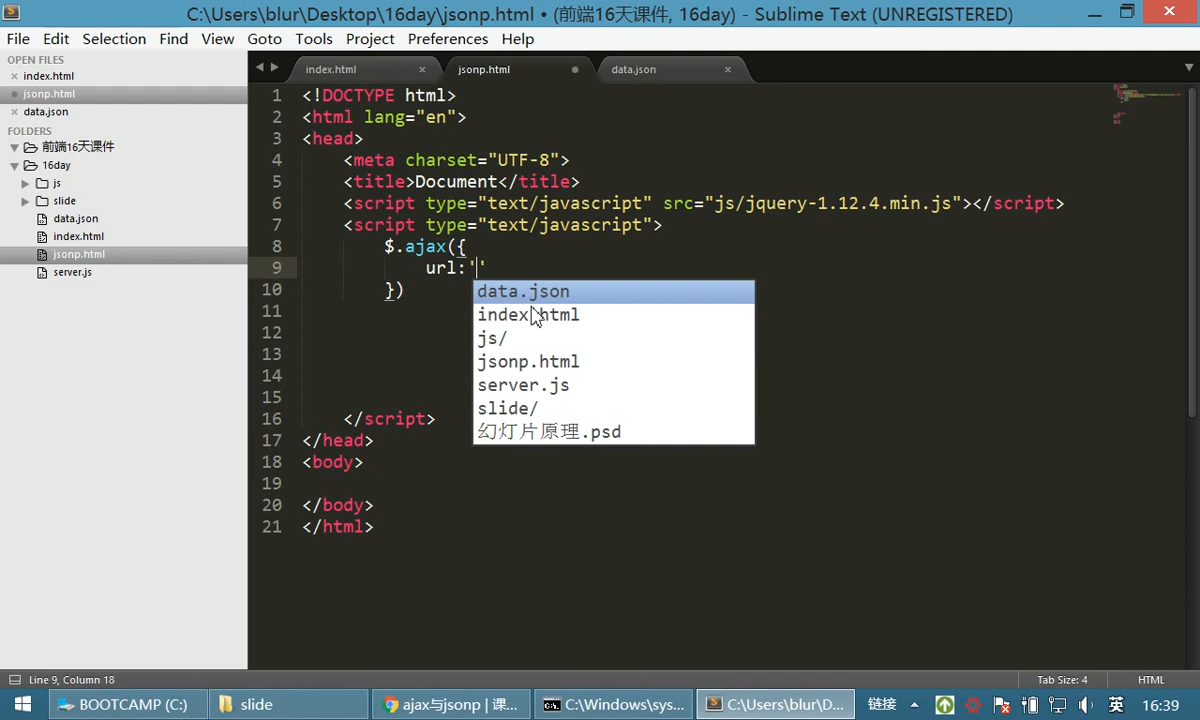 C:\Users\blur\Desktop\16day\jsonp.html • (前端16天课件, 16day) - Sublime Text (UNREGISTERED)
File Edit Selection Find View Goto Tools Project Preferences Help
OPEN FILES
index.html
jsonp.html
data.json
FOLDERS
前端16天课件
16day
js
slide
data.json
index.html
jsonp.html
server.js
index.html
jsonp.html
data.json
1 <!DOCTYPE html>
2 <html lang="en">
3 <head>
4 <meta charset="UTF-8">
5 <title>Document</title>
6 <script type="text/javascript" src="js/jquery-1.12.4.min.js"></script>
7 <script type="text/javascript">
8 $.ajax({
9 url:''
10 })
11
12
13
14
15
16 </script>
17 </head>
18 <body>
19
20 </body>
21 </html>
data.json
index.html
js/
jsonp.html
server.js
slide/
幻灯片原理.psd
Line 9, Column 18
Tab Size: 4
HTML
BOOTCAMP (C:)
slide
ajax与jsonp | 课...
C:\Windows\sys...
C:\Users\blur\D...
链接
英
16:39